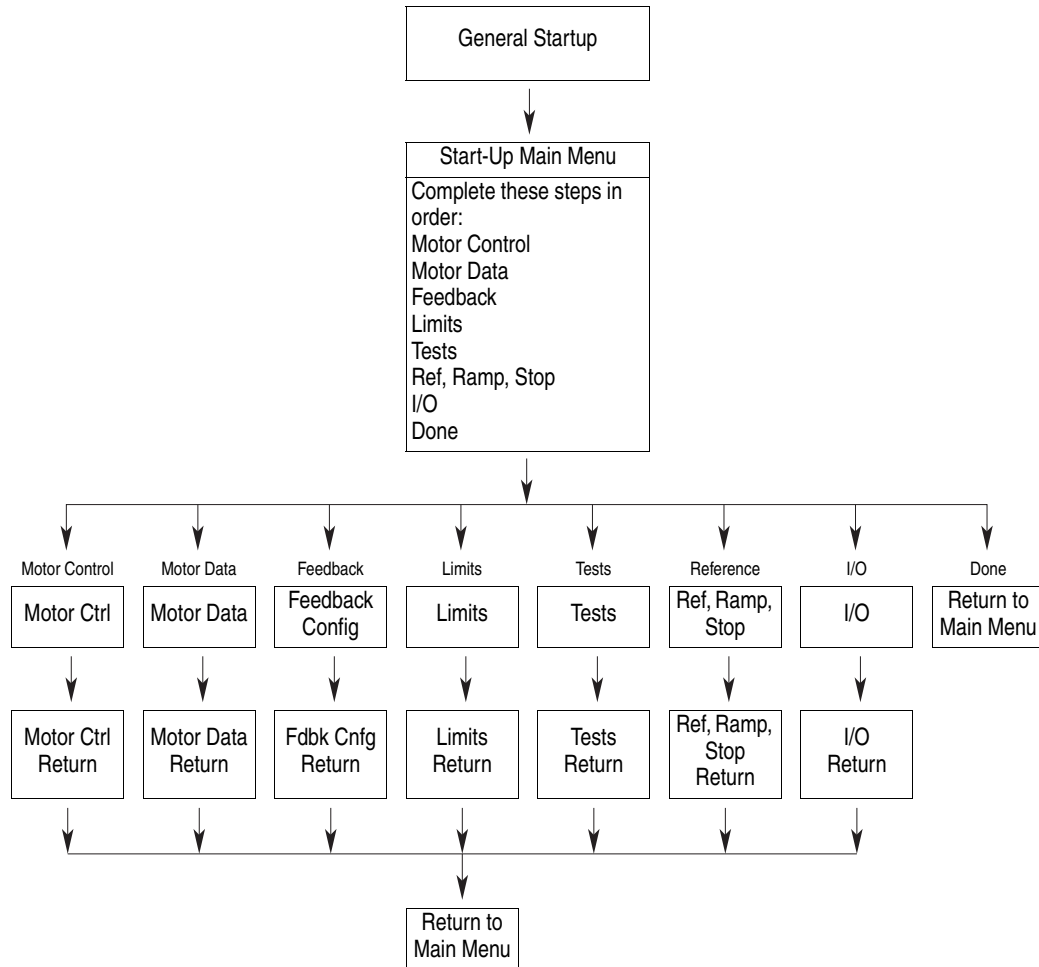 General Startup
Start-Up Main Menu
Complete these steps in
order:
Motor Control
Motor Data
Feedback
Limits
Tests
Ref, Ramp, Stop
I/O
Done
Motor Control
Motor Data
Feedback
Limits
Tests
Reference
I/O
Done
Motor Ctrl
Motor Data
Feedback
Config
Limits
Tests
Ref, Ramp,
Stop
I/O
Return to
Main Menu
Motor Ctrl
Return
Motor Data
Return
Fdbk Cnfg
Return
Limits
Return
Tests
Return
Ref, Ramp,
Stop
Return
I/O
Return
Return to
Main Menu